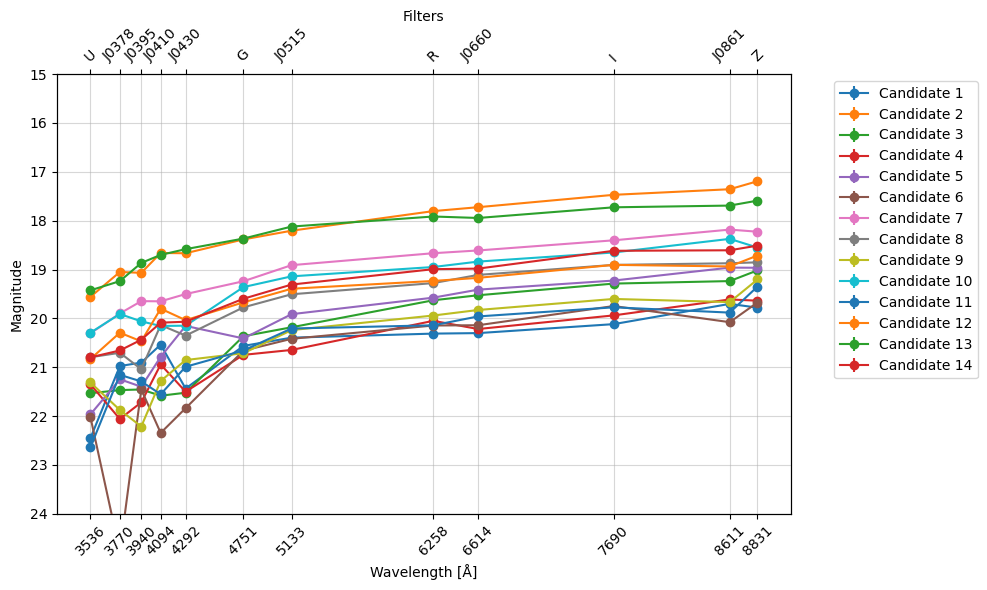 Filters
U J0378 J0395 J0410 J0430 G J0515 R J0660 I J0861 Z
15
16
17
18
19
20
21
22
23
24
Magnitude
3536 3770 3940 4094 4292 4751 5133 6258 6614 7690 8611 8831
Wavelength [Å]
Candidate 1
Candidate 2
Candidate 3
Candidate 4
Candidate 5
Candidate 6
Candidate 7
Candidate 8
Candidate 9
Candidate 10
Candidate 11
Candidate 12
Candidate 13
Candidate 14